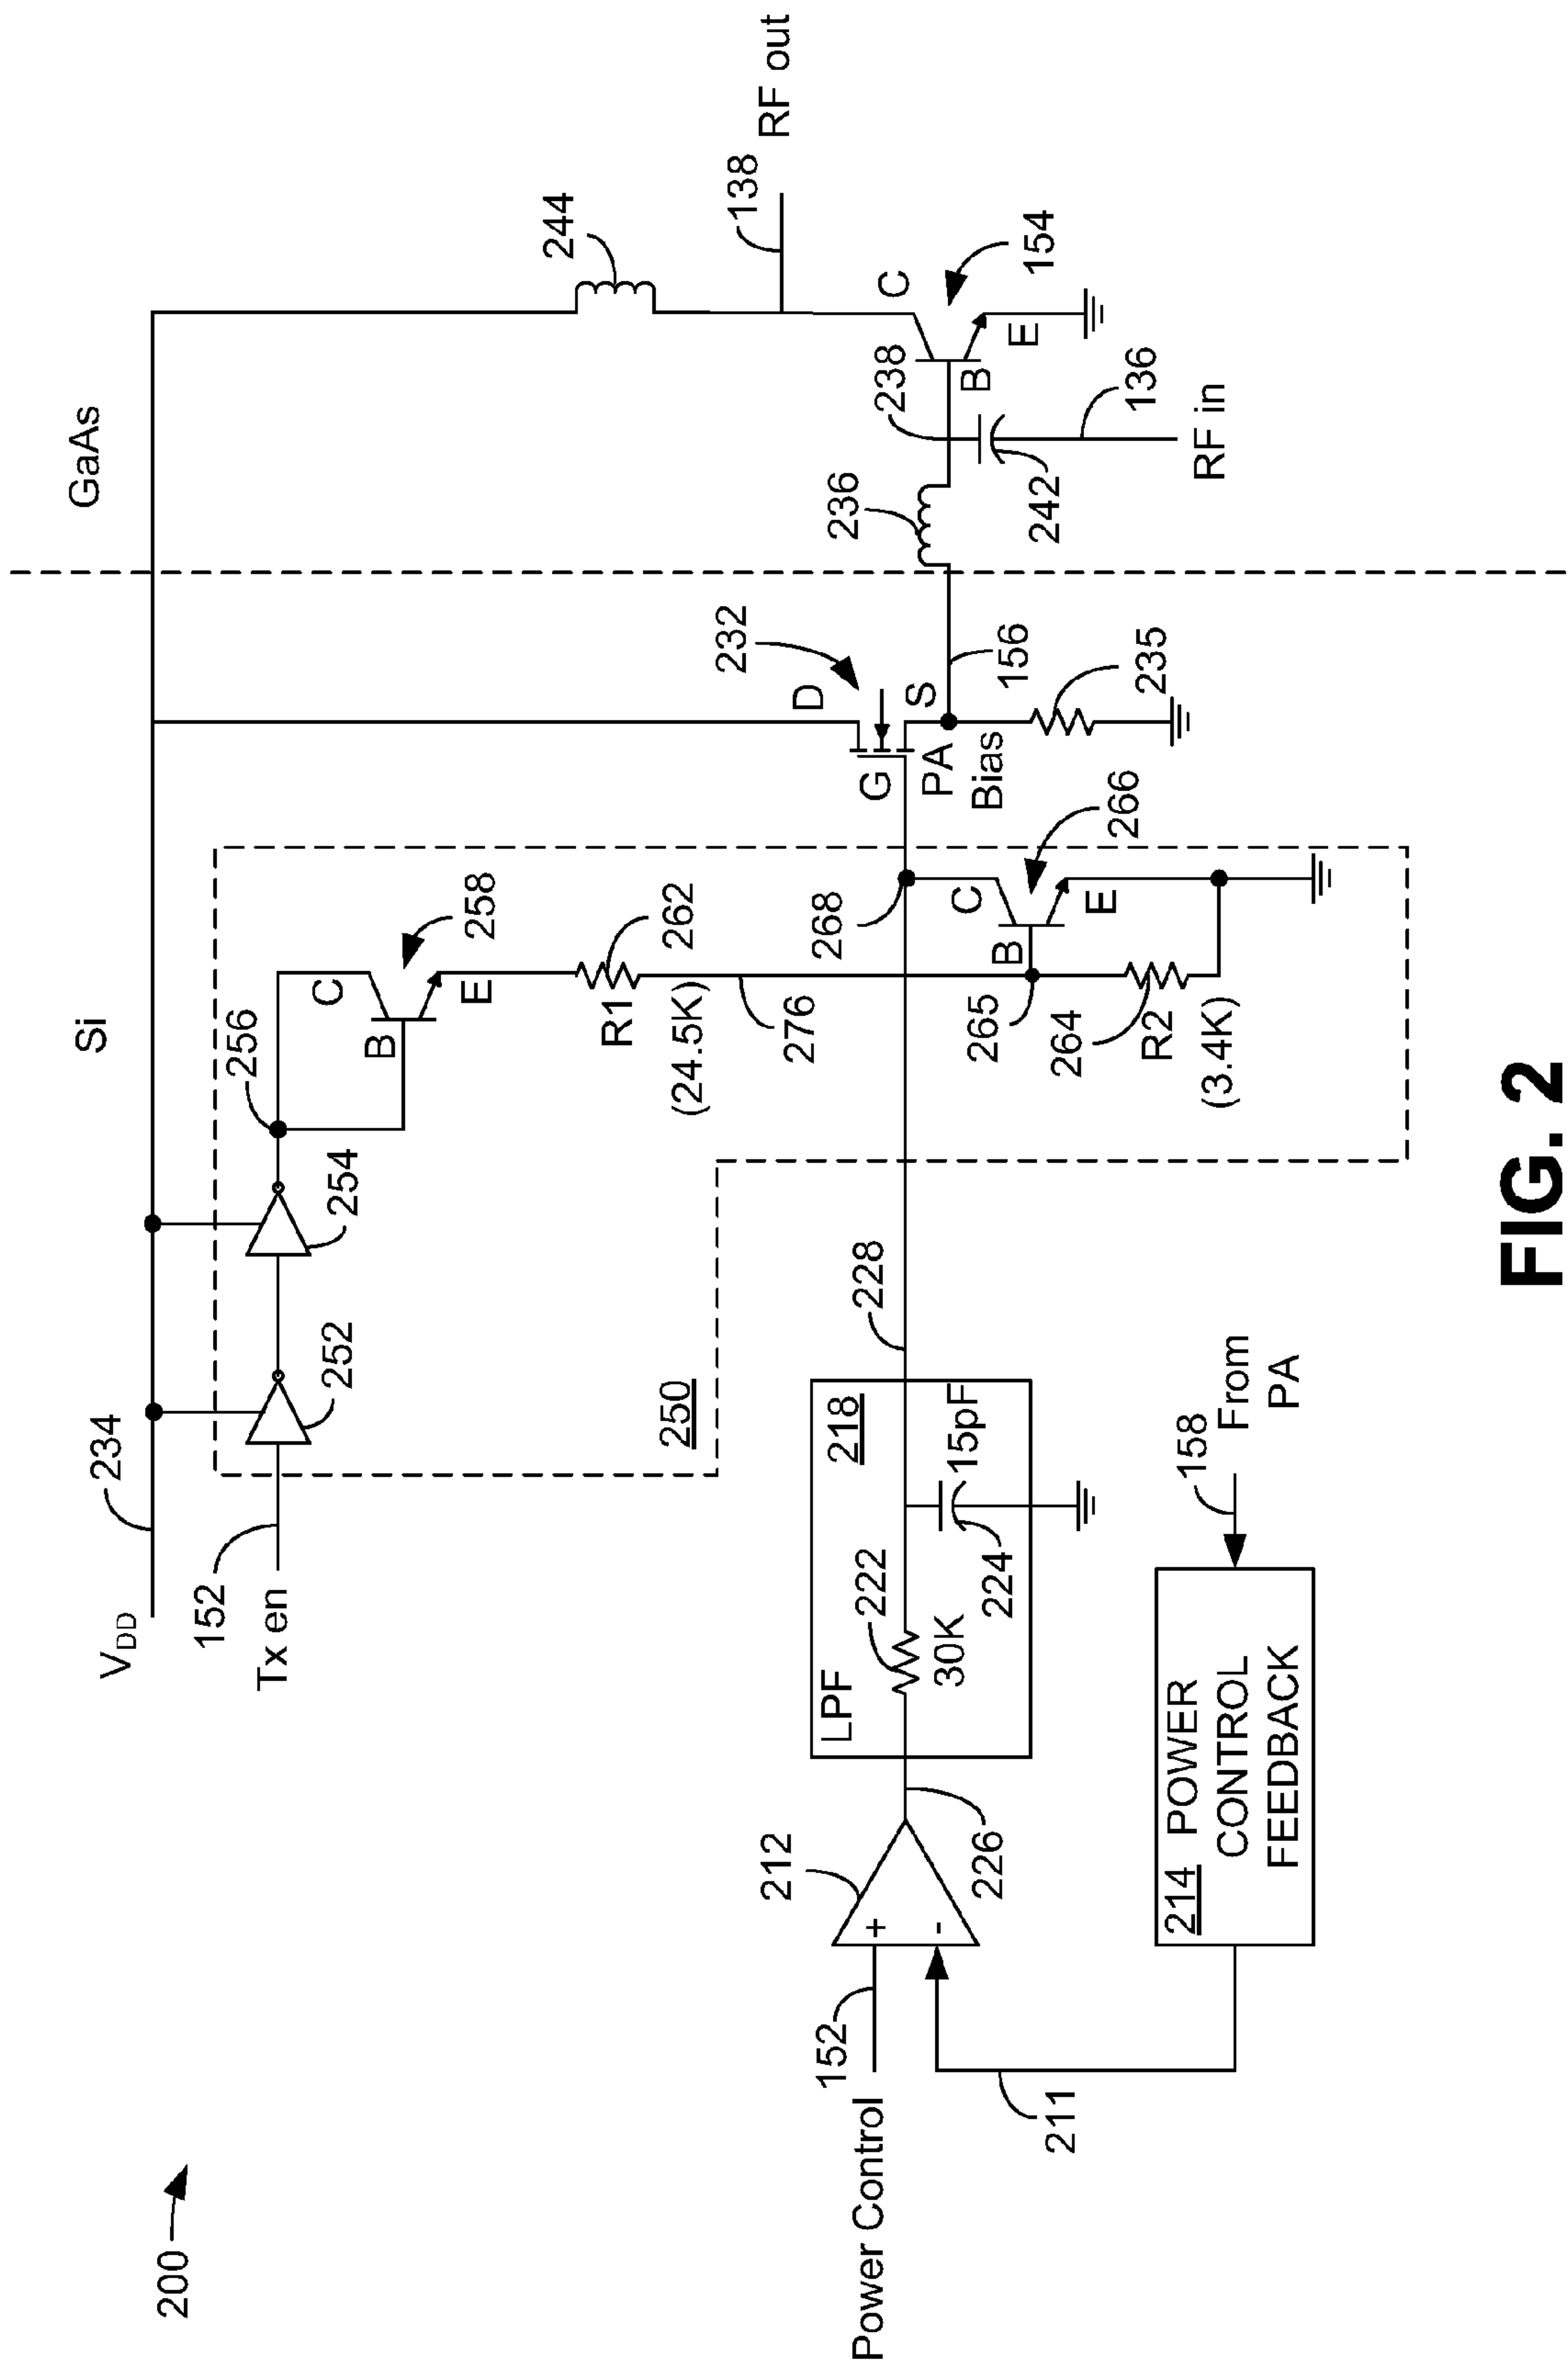 200
Si
GaAs
V_DD
234
152
Tx en
252
254
256
C
B
E
258
R1
262
(24.5K)
276
250
244
138
RF out
Power Control
152
+
-
212
226
211
LPF
218
222
30K
224
15pF
228
268
C
B
E
265
266
264
R2
(3.4K)
D
G
S
232
PA
Bias
156
235
236
238
242
C
B
E
154
136
RF in
214 POWER
CONTROL
FEEDBACK
158
From
PA
FIG. 2